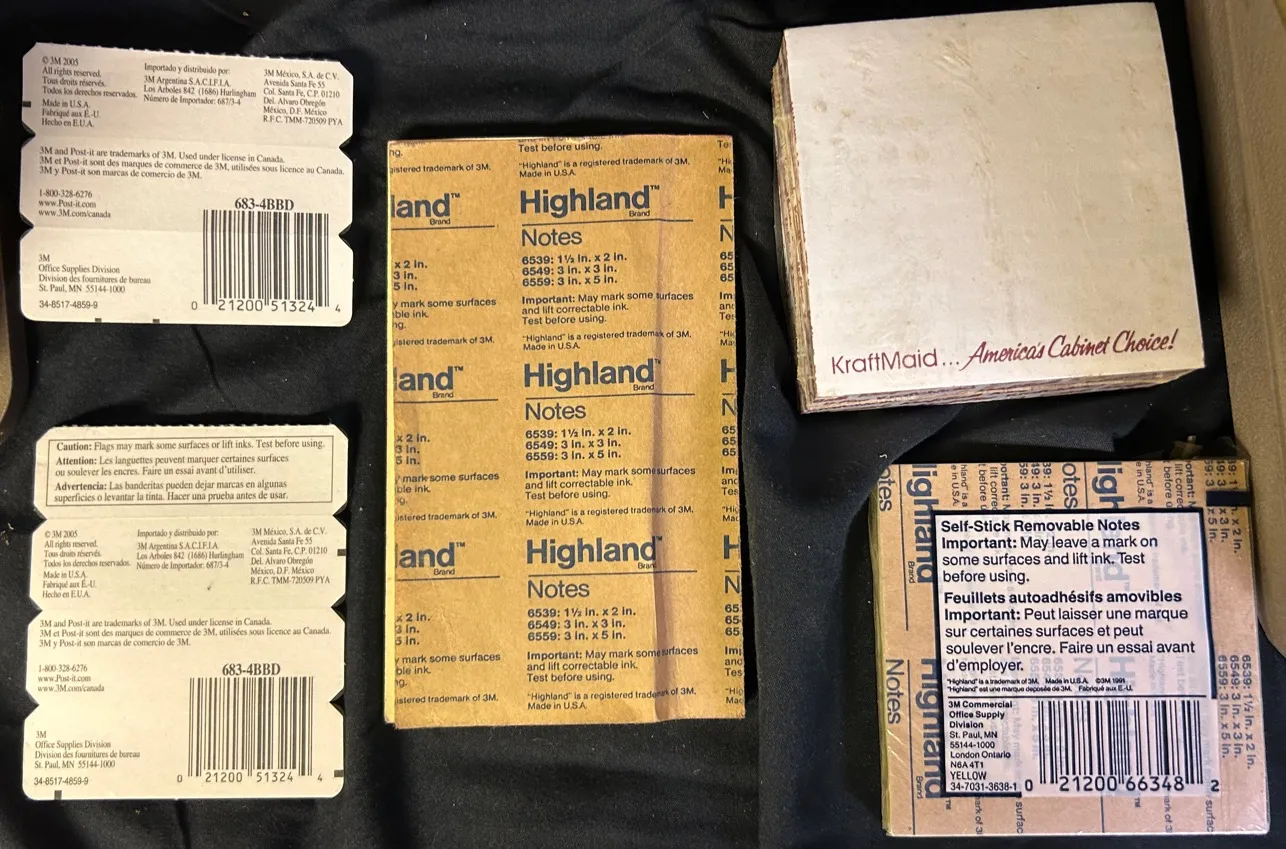 © 3M 2005
All rights reserved.
Tous droits réservés.
Todos los derechos reservados.
Made in U.S.A.
Fabriqué aux É.-U.
Hecho en E.U.A.
Importado y distribuido por:
3M Argentina S.A.C.I.F.I.A.
Los Arboles 842 (1686) Hurlingham
Número de Importador: 687/3-4
3M México, S.A. de C.V.
Avenida Santa Fe 55
Col. Santa Fe, C.P. 01210
Del. Alvaro Obregón
México, D.F. México
R.F.C. TMM-720509 PYA
3M and Post-it are trademarks of 3M. Used under license in Canada.
3M et Post-it sont des marques de commerce de 3M, utilisées sous licence au Canada.
3M y Post-it son marcas de comercio de 3M.
1-800-328-6276
www.Post-it.com
www.3M.com/canada
683-4BBD
3M
Office Supplies Division
Division des fournitures de bureau
St. Paul, MN 55144-1000
34-8517-4859-9
0 21200 51324 4
Caution: Flags may mark some surfaces or lift inks. Test before using.
Attention: Les languettes peuvent marquer certaines surfaces
ou soulever les encres. Faire un essai avant d'utiliser.
Advertencia: Las banderitas pueden dejar marcas en algunas
superficies o levantar la tinta. Hacer una prueba antes de usar.
© 3M 2005
All rights reserved.
Tous droits réservés.
Todos los derechos reservados.
Made in U.S.A.
Fabriqué aux É.-U.
Hecho en E.U.A.
Importado y distribuido por:
3M Argentina S.A.C.I.F.I.A.
Los Arboles 842 (1686) Hurlingham
Número de Importador: 687/3-4
3M México, S.A. de C.V.
Avenida Santa Fe 55
Col. Santa Fe, C.P. 01210
Del. Alvaro Obregón
México, D.F. México
R.F.C. TMM-720509 PYA
3M and Post-it are trademarks of 3M. Used under license in Canada.
3M et Post-it sont des marques de commerce de 3M, utilisées sous licence au Canada.
3M y Post-it son marcas de comercio de 3M.
1-800-328-6276
www.Post-it.com
www.3M.com/canada
683-4BBD
3M
Office Supplies Division
Division des fournitures de bureau
St. Paul, MN 55144-1000
34-8517-4859-9
0 21200 51324 4
Test before using.
"Highland" is a registered trademark of 3M.
Made in U.S.A.
Highland™
Brand
Notes
6539: 1½ in. x 2 in.
6549: 3 in. x 3 in.
6559: 3 in. x 5 in.
Important: May mark some surfaces
and lift correctable ink.
Test before using.
"Highland" is a registered trademark of 3M.
Made in U.S.A.
Highland™
Brand
Notes
6539: 1½ in. x 2 in.
6549: 3 in. x 3 in.
6559: 3 in. x 5 in.
Important: May mark some surfaces
and lift correctable ink.
Test before using.
"Highland" is a registered trademark of 3M.
Made in U.S.A.
Highland™
Brand
Notes
6539: 1½ in. x 2 in.
6549: 3 in. x 3 in.
6559: 3 in. x 5 in.
Important: May mark some surfaces
and lift correctable ink.
Test before using.
"Highland" is a registered trademark of 3M.
Made in U.S.A.
KraftMaid... America's Cabinet Choice!
Self-Stick Removable Notes
Important: May leave a mark on
some surfaces and lift ink. Test
before using.
Feuillets autoadhésifs amovibles
Important: Peut laisser une marque
sur certaines surfaces et peut
soulever l'encre. Faire un essai avant
d'employer.
"Highland" is a trademark of 3M. Made in U.S.A. ©3M 1991
"Highland" est une marque deposée de 3M. Fabriqué aux E.-U.
3M Commercial
Office Supply
Division
St. Paul, MN
55144-1000
London Ontario
N6A 4T1
YELLOW
34-7031-3638-1
0 21200 66348 2
Notes
Highland™
Brand
6539: 1½ in. x 2 in.
6549: 3 in. x 3 in.
6559: 3 in. x 5 in.